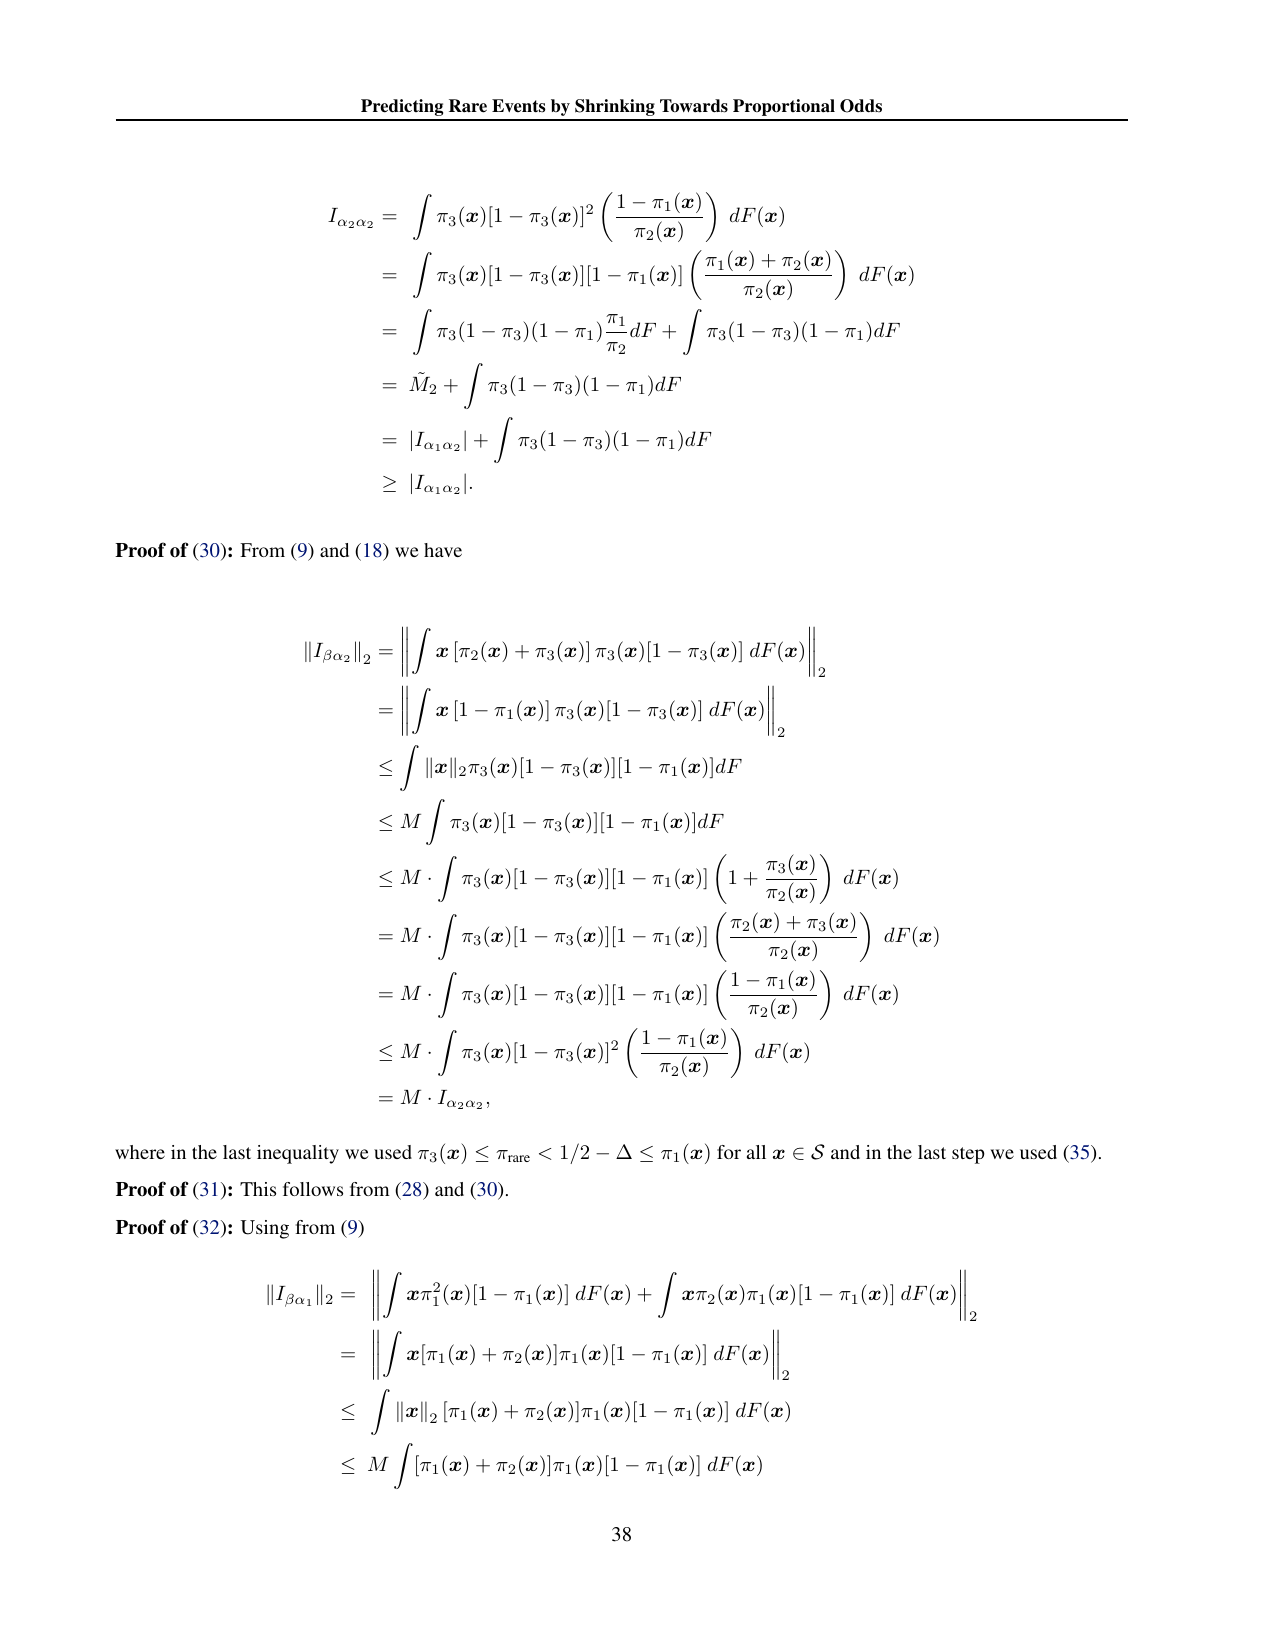 Predicting Rare Events by Shrinking Towards Proportional Odds
$I_{\alpha_2\alpha_2} = \int \pi_3(\boldsymbol{x})[1 - \pi_3(\boldsymbol{x})]^2 \left( \frac{1 - \pi_1(\boldsymbol{x})}{\pi_2(\boldsymbol{x})} \right) \, dF(\boldsymbol{x})$
$= \int \pi_3(\boldsymbol{x})[1 - \pi_3(\boldsymbol{x})][1 - \pi_1(\boldsymbol{x})] \left( \frac{\pi_1(\boldsymbol{x}) + \pi_2(\boldsymbol{x})}{\pi_2(\boldsymbol{x})} \right) \, dF(\boldsymbol{x})$
$= \int \pi_3(1 - \pi_3)(1 - \pi_1)\frac{\pi_1}{\pi_2}dF + \int \pi_3(1 - \pi_3)(1 - \pi_1)dF$
$= \tilde{M}_2 + \int \pi_3(1 - \pi_3)(1 - \pi_1)dF$
$= |I_{\alpha_1\alpha_2}| + \int \pi_3(1 - \pi_3)(1 - \pi_1)dF$
$\geq |I_{\alpha_1\alpha_2}|.$
Proof of (30): From (9) and (18) we have
$\|I_{\beta\alpha_2}\|_2 = \left\| \int \boldsymbol{x} \, [\pi_2(\boldsymbol{x}) + \pi_3(\boldsymbol{x})] \, \pi_3(\boldsymbol{x})[1 - \pi_3(\boldsymbol{x})] \, dF(\boldsymbol{x}) \right\|_2$
$= \left\| \int \boldsymbol{x} \, [1 - \pi_1(\boldsymbol{x})] \, \pi_3(\boldsymbol{x})[1 - \pi_3(\boldsymbol{x})] \, dF(\boldsymbol{x}) \right\|_2$
$\leq \int \|\boldsymbol{x}\|_2 \pi_3(\boldsymbol{x})[1 - \pi_3(\boldsymbol{x})][1 - \pi_1(\boldsymbol{x})]dF$
$\leq M \int \pi_3(\boldsymbol{x})[1 - \pi_3(\boldsymbol{x})][1 - \pi_1(\boldsymbol{x})]dF$
$\leq M \cdot \int \pi_3(\boldsymbol{x})[1 - \pi_3(\boldsymbol{x})][1 - \pi_1(\boldsymbol{x})] \left( 1 + \frac{\pi_3(\boldsymbol{x})}{\pi_2(\boldsymbol{x})} \right) \, dF(\boldsymbol{x})$
$= M \cdot \int \pi_3(\boldsymbol{x})[1 - \pi_3(\boldsymbol{x})][1 - \pi_1(\boldsymbol{x})] \left( \frac{\pi_2(\boldsymbol{x}) + \pi_3(\boldsymbol{x})}{\pi_2(\boldsymbol{x})} \right) \, dF(\boldsymbol{x})$
$= M \cdot \int \pi_3(\boldsymbol{x})[1 - \pi_3(\boldsymbol{x})][1 - \pi_1(\boldsymbol{x})] \left( \frac{1 - \pi_1(\boldsymbol{x})}{\pi_2(\boldsymbol{x})} \right) \, dF(\boldsymbol{x})$
$\leq M \cdot \int \pi_3(\boldsymbol{x})[1 - \pi_3(\boldsymbol{x})]^2 \left( \frac{1 - \pi_1(\boldsymbol{x})}{\pi_2(\boldsymbol{x})} \right) \, dF(\boldsymbol{x})$
$= M \cdot I_{\alpha_2\alpha_2},$
where in the last inequality we used $\pi_3(\boldsymbol{x}) \leq \pi_{\text{rare}} < 1/2 - \Delta \leq \pi_1(\boldsymbol{x})$ for all $\boldsymbol{x} \in \mathcal{S}$ and in the last step we used (35).
Proof of (31): This follows from (28) and (30).
Proof of (32): Using from (9)
$\|I_{\beta\alpha_1}\|_2 = \left\| \int \boldsymbol{x}\pi_1^2(\boldsymbol{x})[1 - \pi_1(\boldsymbol{x})] \, dF(\boldsymbol{x}) + \int \boldsymbol{x}\pi_2(\boldsymbol{x})\pi_1(\boldsymbol{x})[1 - \pi_1(\boldsymbol{x})] \, dF(\boldsymbol{x}) \right\|_2$
$= \left\| \int \boldsymbol{x}[\pi_1(\boldsymbol{x}) + \pi_2(\boldsymbol{x})]\pi_1(\boldsymbol{x})[1 - \pi_1(\boldsymbol{x})] \, dF(\boldsymbol{x}) \right\|_2$
$\leq \int \|\boldsymbol{x}\|_2 \, [\pi_1(\boldsymbol{x}) + \pi_2(\boldsymbol{x})]\pi_1(\boldsymbol{x})[1 - \pi_1(\boldsymbol{x})] \, dF(\boldsymbol{x})$
$\leq M \int [\pi_1(\boldsymbol{x}) + \pi_2(\boldsymbol{x})]\pi_1(\boldsymbol{x})[1 - \pi_1(\boldsymbol{x})] \, dF(\boldsymbol{x})$
38